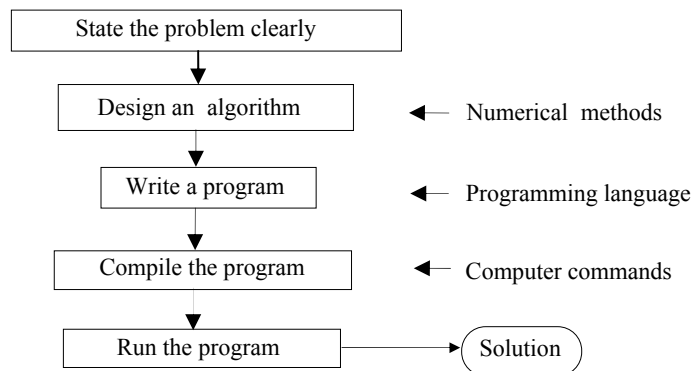 State the problem clearly
Design an algorithm
Numerical methods
Write a program
Programming language
Compile the program
Computer commands
Run the program
Solution